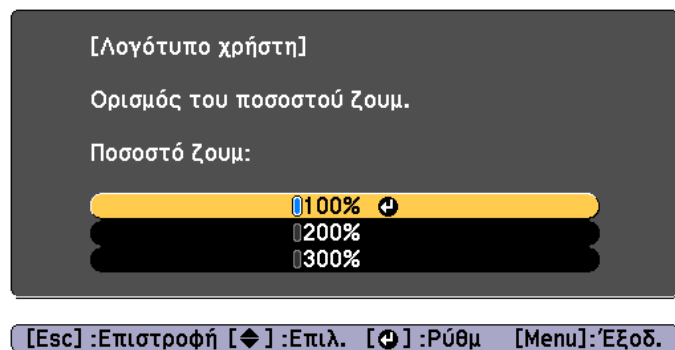 [Λογότυπο χρήστη]
Ορισμός του ποσοστού ζουμ.
Ποσοστό ζουμ:
100%
200%
300%
[Esc] :Επιστροφή [◆] :Επιλ. [⏎] :Ρύθμ [Menu]:Έξοδ.